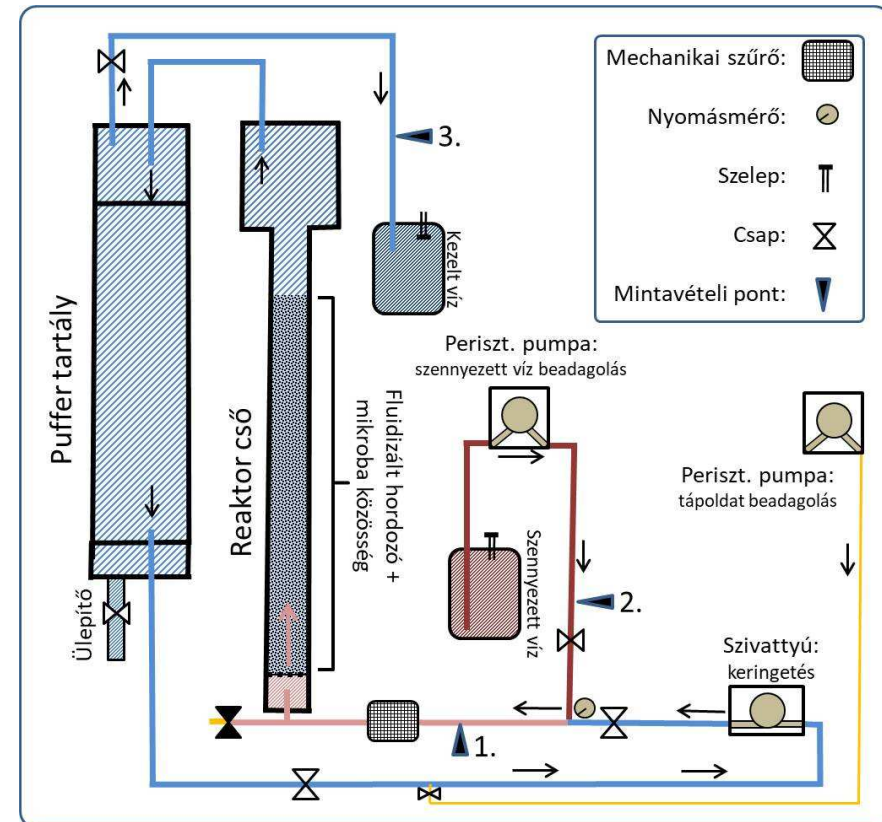 Mechanikai szűrő:
Nyomásmérő:
Szelep:
Csap:
Mintavételi pont:
3.
Kezelt víz
Puffer tartály
Reaktor cső
Fluidizált hordozó +
mikroba közösség
Periszt. pumpa:
szennyezett víz beadagolás
Periszt. pumpa:
tápoldat beadagolás
Szennyezett víz
2.
Ülepítő
Szivattyú:
keringetés
1.